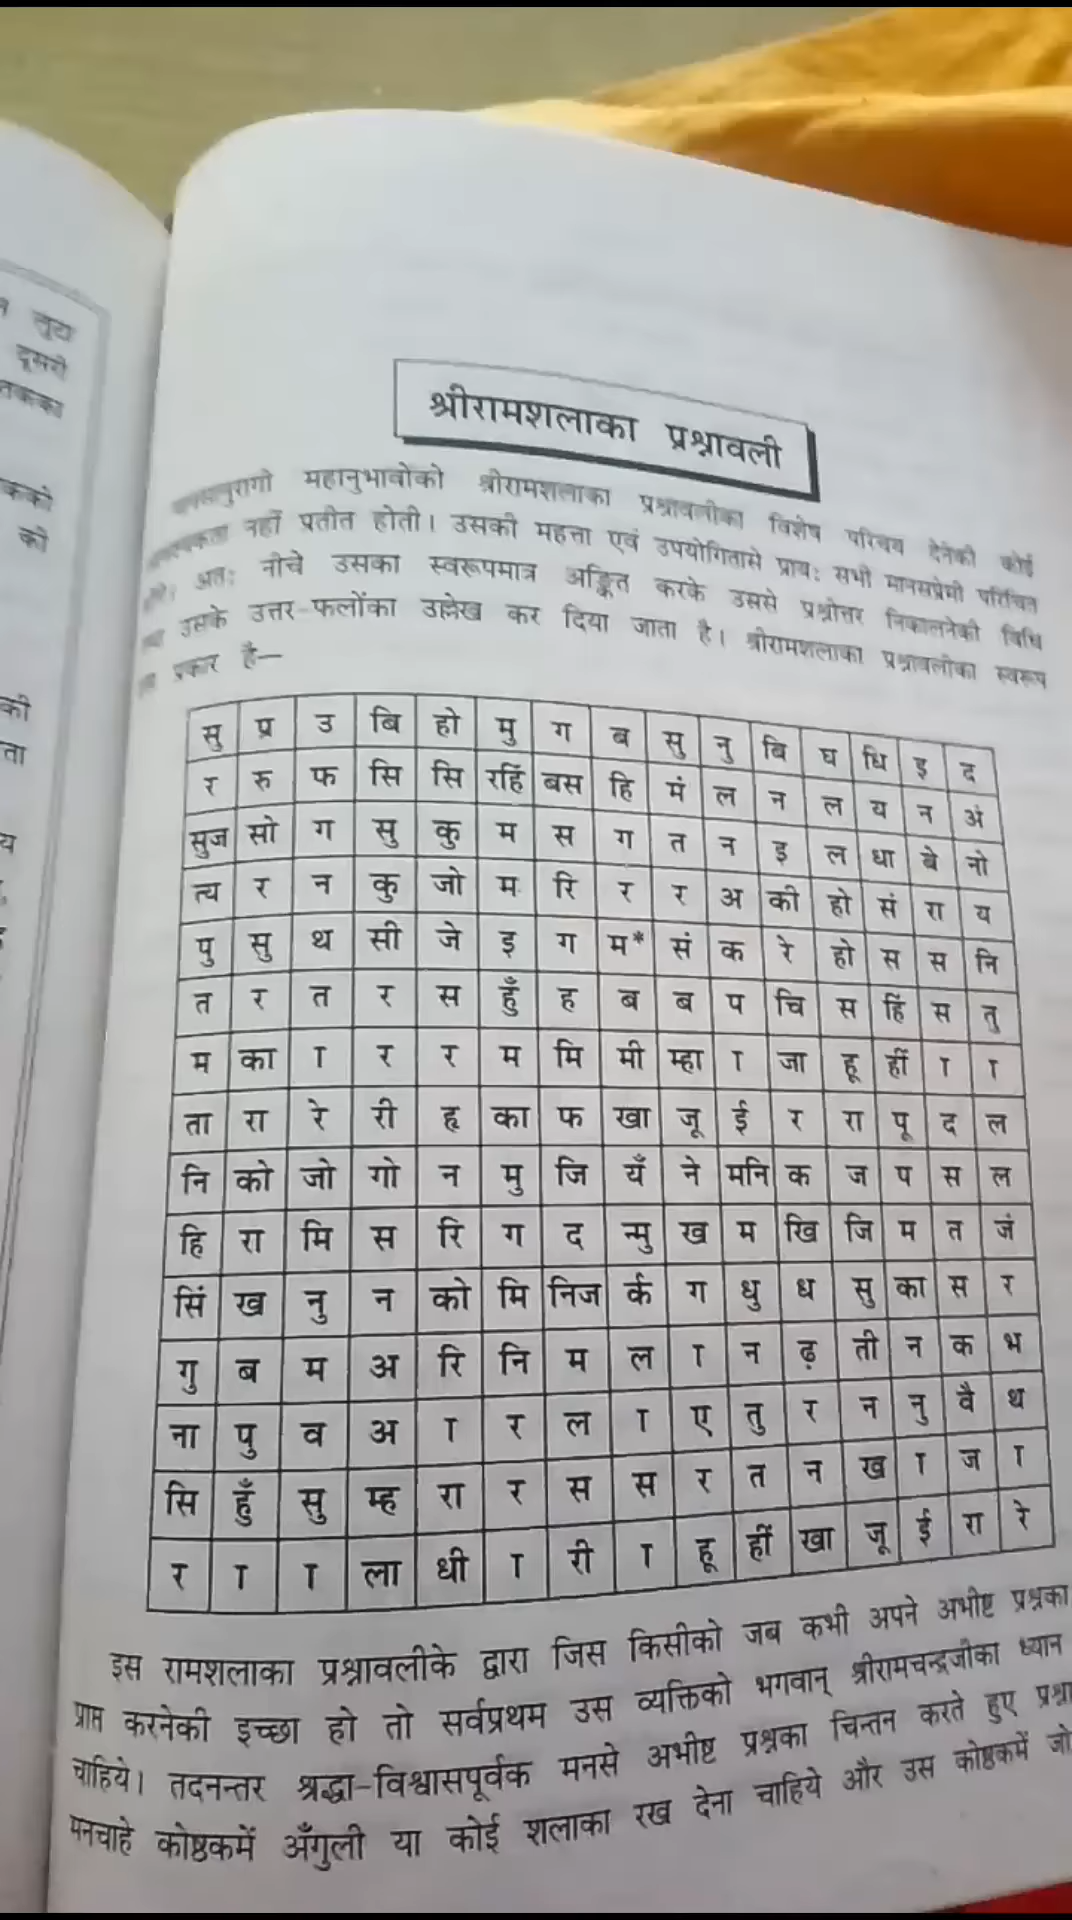 लूटा
दूसरी
तकका
कको
की
की
ता
य
श्रीरामशलाका प्रश्नावली
महानुभावोंको श्रीरामशलाका प्रश्नावलीका विशेष परिचय देनेकी कोई
नहीं प्रतीत होती। उसकी महत्ता एवं उपयोगितासे प्राय: सभी मानसप्रेमी परिचित
अत: नीचे उसका स्वरूपमात्र अङ्कित करके उससे प्रश्नोत्तर निकालनेकी विधि
उसके उत्तर-फलोंका उल्लेख कर दिया जाता है। श्रीरामशलाका प्रश्नावलीका स्वरूप
प्रकार है—
सु प्र उ बि हो मु ग ब सु नु बि घ धि इ द
र रु फ सि सि रहिं बस हि मं ल न ल य न अं
सुज सो ग सु कु म स ग त न इ ल धा बे नो
त्य र न कु जो म रि र र अ की हो सं रा य
पु सु थ सी जे इ ग म* सं क रे हो स स नि
त र त र स हुँ ह ब ब प चि स हिं स तु
म का ा र र म मि मी म्हा ा जा हू हीं ा ा
ता रा रे री हृ का फ खा जू ई र रा पू द ल
नि को जो गो न मु जि यँ ने मनि क ज प स ल
हि रा मि स रि ग द न्मु ख म खि जि म त जं
सिं ख नु न को मि निज र्क ग धु ध सु का स र
गु ब म अ रि नि म ल ा न ढ़ ती न क भ
ना पु व अ ा र ल ा ए तु र न नु वै थ
सि हुँ सु म्ह रा र स स र त न ख ा ज ा
र ा ा ला धी ा री ा हू हीं खा जू ई रा रे
इस रामशलाका प्रश्नावलीके द्वारा जिस किसीको जब कभी अपने अभीष्ट प्रश्नका
प्राप्त करनेकी इच्छा हो तो सर्वप्रथम उस व्यक्तिको भगवान् श्रीरामचन्द्रजीका ध्यान
चाहिये। तदनन्तर श्रद्धा-विश्वासपूर्वक मनसे अभीष्ट प्रश्नका चिन्तन करते हुए प्रश्ना
मनचाहे कोष्ठकमें अँगुली या कोई शलाका रख देना चाहिये और उस कोष्ठकमें जो